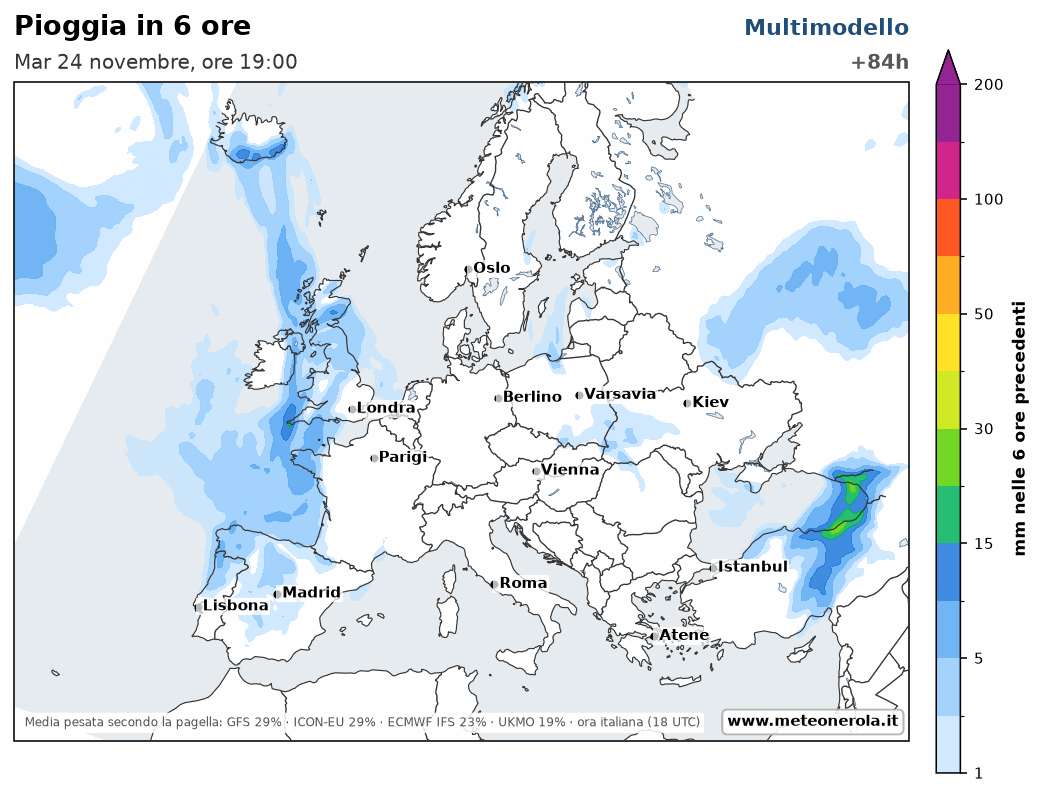 Pioggia in 6 ore
Multimodello
Mar 24 novembre, ore 19:00
+84h
200
100
50
30
15
5
1
mm nelle 6 ore precedenti
Oslo
Berlino
Varsavia
Kiev
Londra
Parigi
Vienna
Istanbul
Roma
Madrid
Lisbona
Atene
Media pesata secondo la pagella: GFS 29% · ICON-EU 29% · ECMWF IFS 23% · UKMO 19% · ora italiana (18 UTC)
www.meteonerola.it